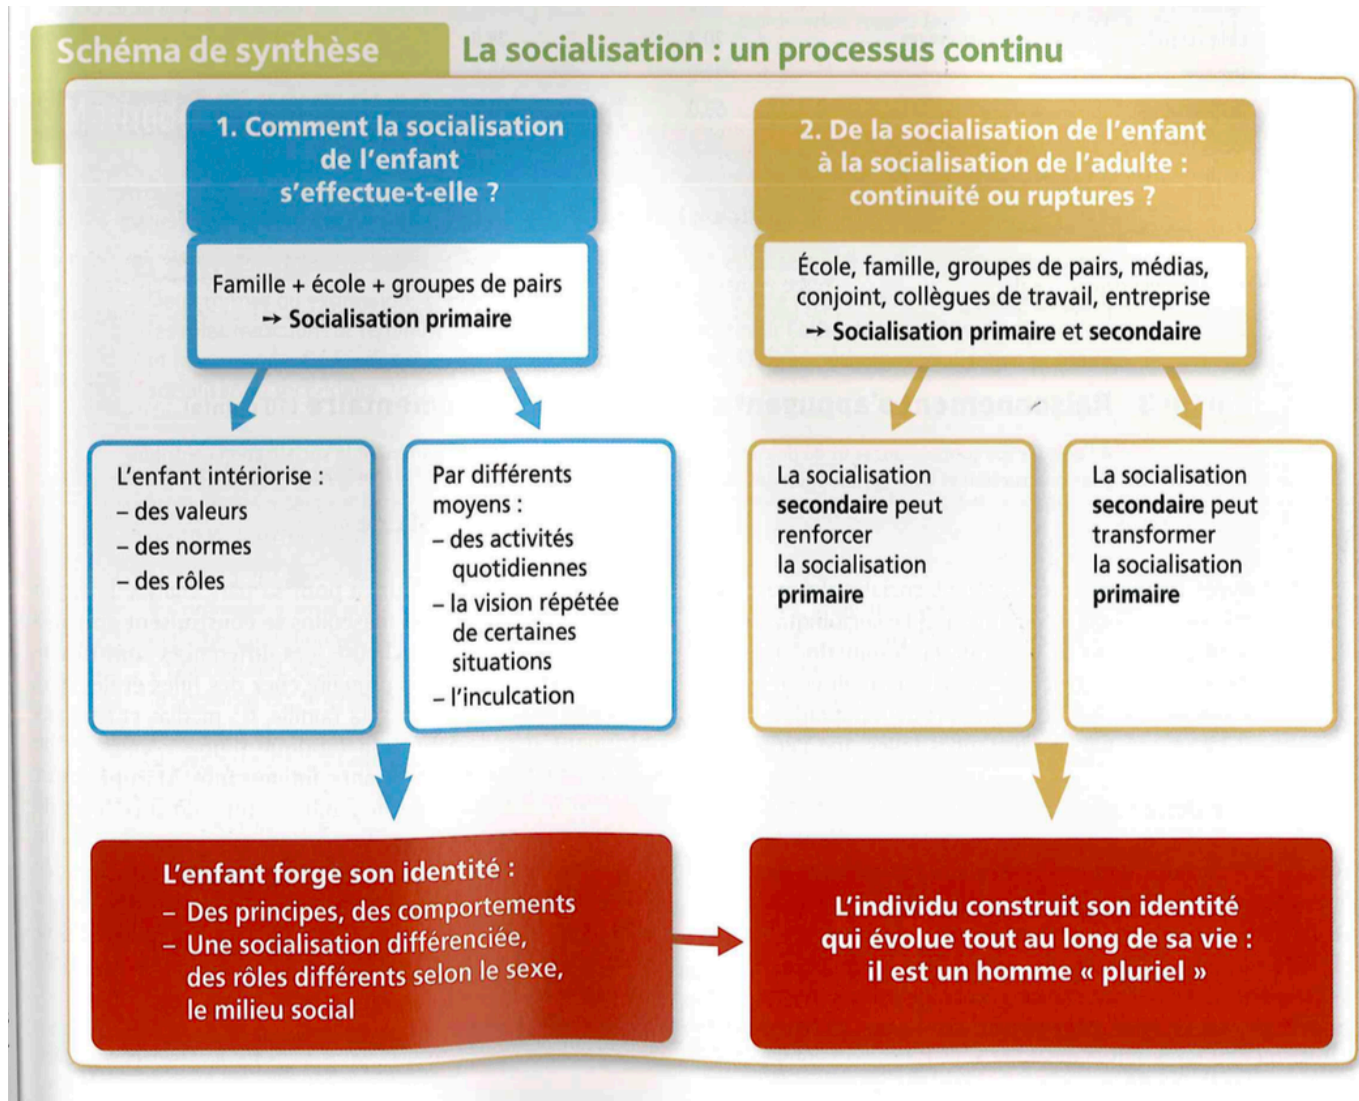 Schéma de synthèse
La socialisation : un processus continu
1. Comment la socialisation
de l'enfant
s'effectue-t-elle ?
Famille + école + groupes de pairs
→ Socialisation primaire
L'enfant intériorise :
– des valeurs
– des normes
– des rôles
Par différents
moyens :
– des activités
quotidiennes
– la vision répétée
de certaines
situations
– l'inculcation
L'enfant forge son identité :
– Des principes, des comportements
– Une socialisation différenciée,
des rôles différents selon le sexe,
le milieu social
2. De la socialisation de l'enfant
à la socialisation de l'adulte :
continuité ou ruptures ?
École, famille, groupes de pairs, médias,
conjoint, collègues de travail, entreprise
→ Socialisation primaire et secondaire
La socialisation
secondaire peut
renforcer
la socialisation
primaire
La socialisation
secondaire peut
transformer
la socialisation
primaire
L'individu construit son identité
qui évolue tout au long de sa vie :
il est un homme « pluriel »